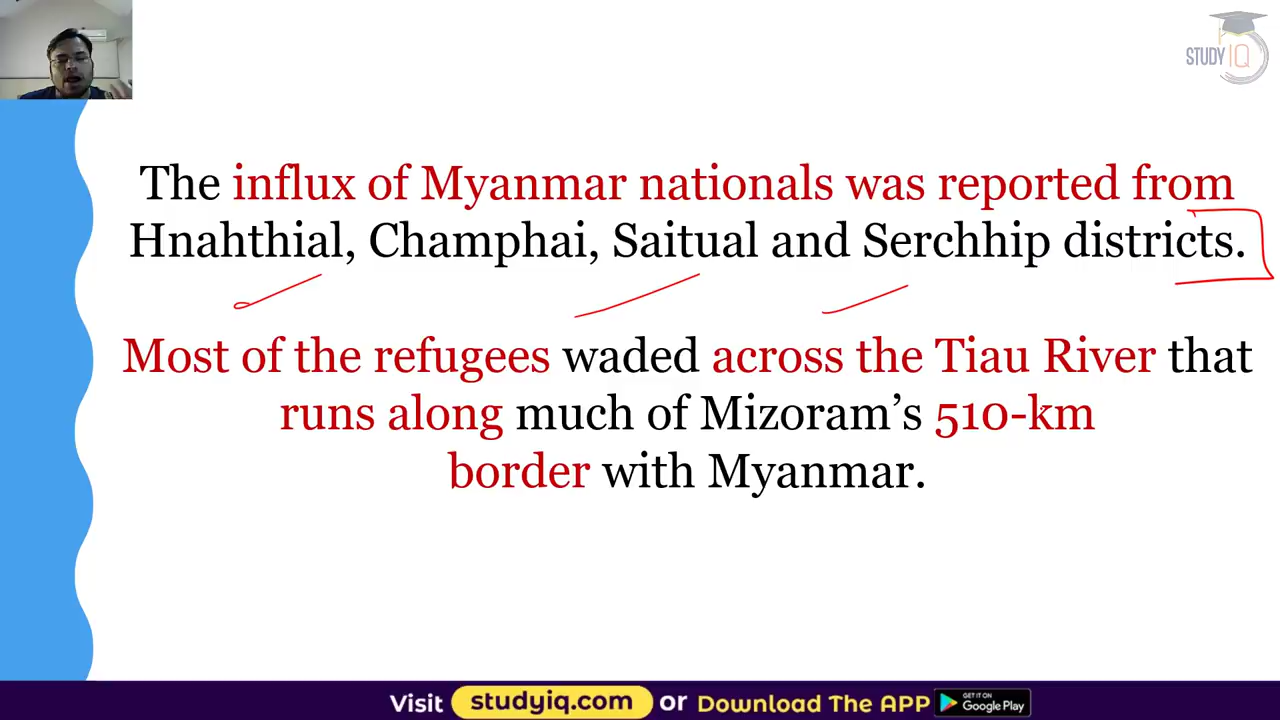 STUDY IQ
The influx of Myanmar nationals was reported from
Hnahthial, Champhai, Saitual and Serchhip districts.
Most of the refugees waded across the Tiau River that
runs along much of Mizoram’s 510-km
border with Myanmar.
Visit studyiq.com or Download The APP GET IT ON Google Play